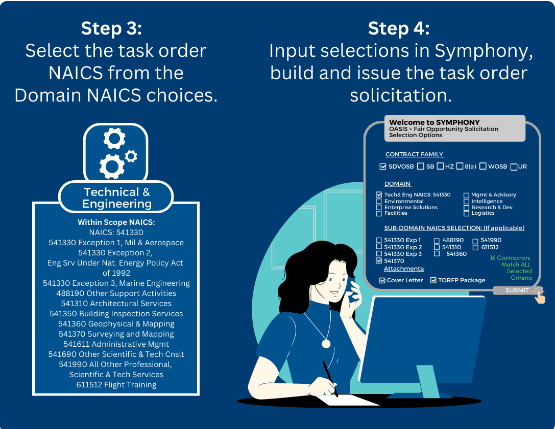 Step 3:
Select the task order
NAICS from the
Domain NAICS choices.
Technical &
Engineering
Within Scope NAICS:
NAICS: 541330
541330 Exception 1, Mil & Aerospace
541330 Exception 2,
Eng Srv Under Nat. Energy Policy Act
of 1992
541330 Exception 3, Marine Engineering
488190 Other Support Activities
541310 Architectural Services
541350 Building Inspection Services
541360 Geophysical & Mapping
541370 Surveying and Mapping
541611 Administrative Mgmt
541690 Other Scientific & Tech Cnslt
541990 All Other Professional,
Scientific & Tech Services
611512 Flight Training
Step 4:
Input selections in Symphony,
build and issue the task order
solicitation.
Welcome to SYMPHONY
OASIS + Fair Opportunity Solicitation
Selection Options
CONTRACT FAMILY
SDVOSB SB HZ 8(a) WOSB UR
DOMAIN
Tech& Eng NAICS: 541330 Mgmt & Advisory
Environmental Intelligence
Enterprise Solutions Research & Dev.
Facilities Logistics
SUB-DOMAIN NAICS SELECTION: (If applicable)
541330 Exp 1 488190 541990
541330 Exp 2 541310 611512
541330 Exp 3 541360
541370
Attachments:
Cover Letter TORFP Package
16 Contractors
Match ALL
Selected
Criteria
SUBMIT